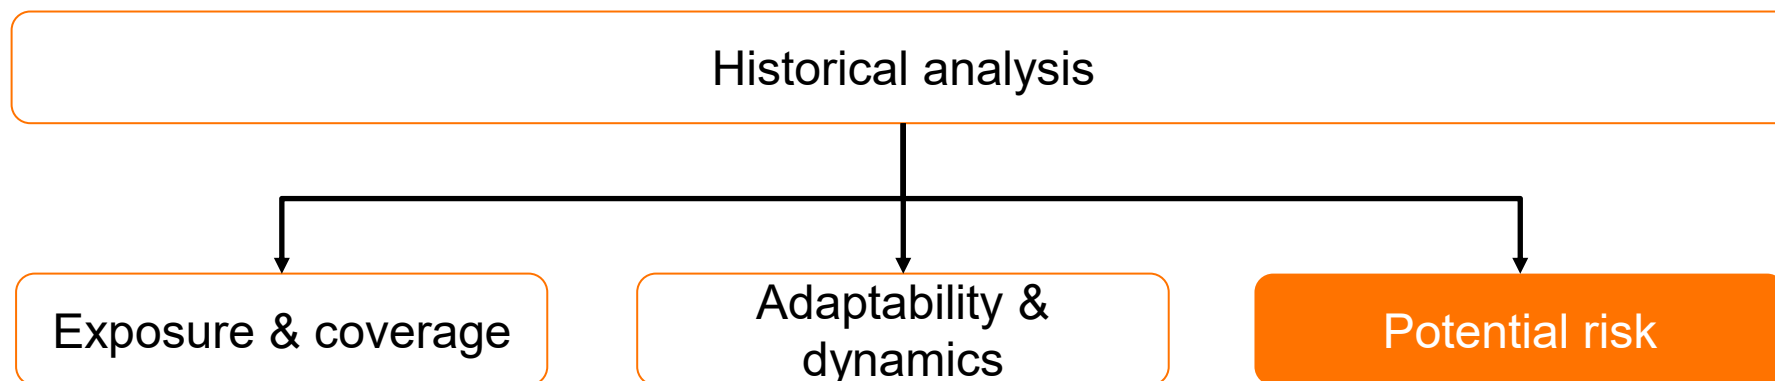 Historical analysis
Exposure & coverage
Adaptability &
dynamics
Potential risk